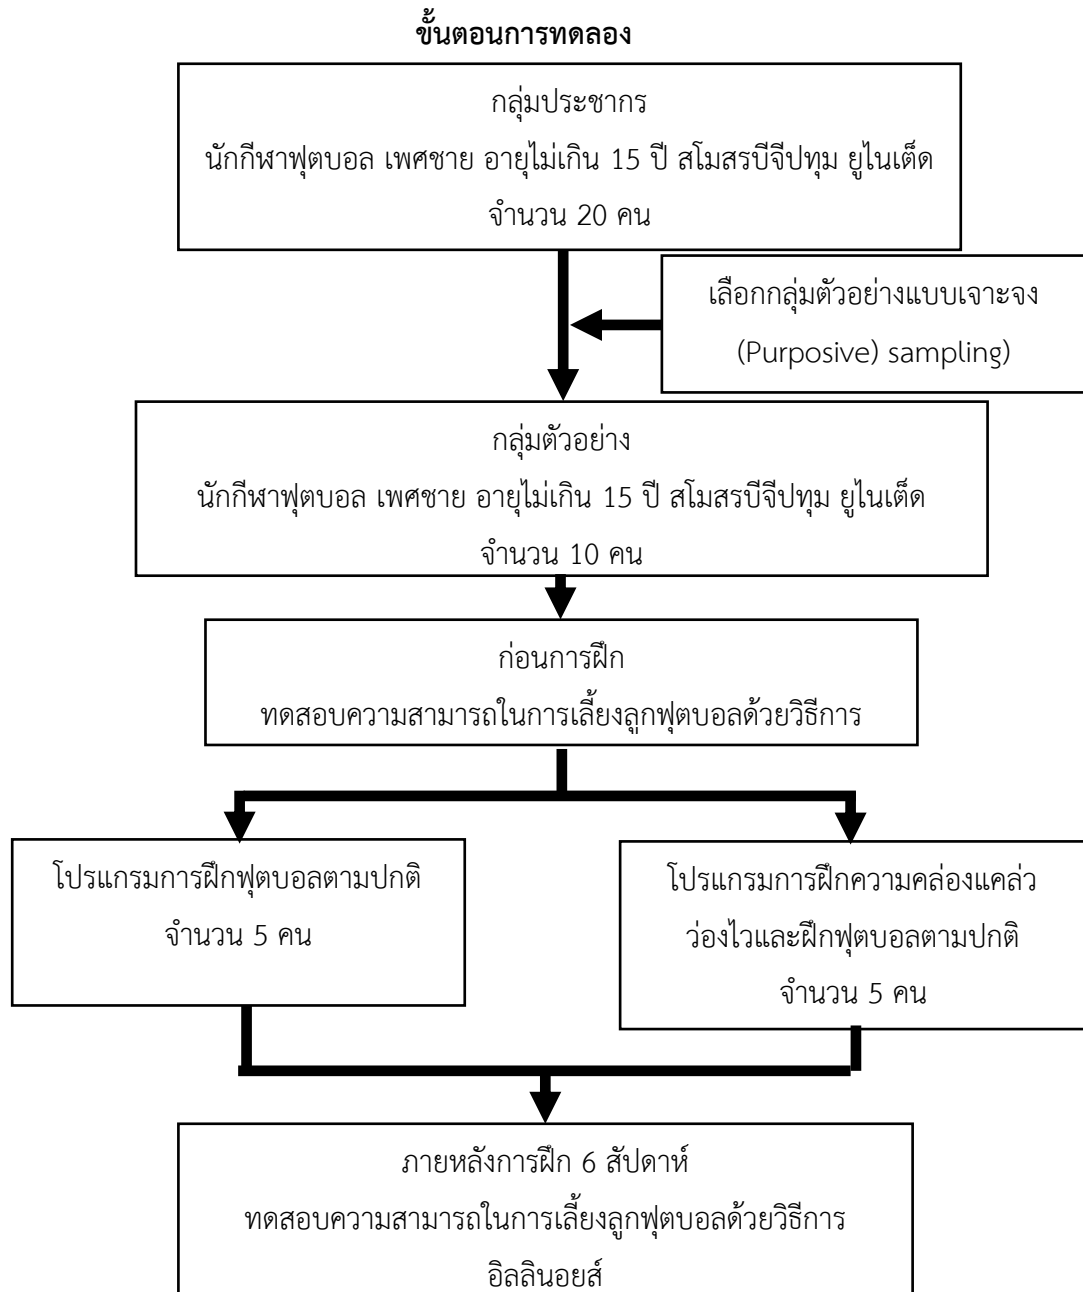 ขั้นตอนการทดลอง
กลุ่มประชากร
นักกีฬาฟุตบอล เพศชาย อายุไม่เกิน 15 ปี สโมสรบีจีปทุม ยูไนเต็ด
จำนวน 20 คน
เลือกกลุ่มตัวอย่างแบบเจาะจง
(Purposive) sampling)
กลุ่มตัวอย่าง
นักกีฬาฟุตบอล เพศชาย อายุไม่เกิน 15 ปี สโมสรบีจีปทุม ยูไนเต็ด
จำนวน 10 คน
ก่อนการฝึก
ทดสอบความสามารถในการเลี้ยงลูกฟุตบอลด้วยวิธีการ
โปรแกรมการฝึกฟุตบอลตามปกติ
จำนวน 5 คน
โปรแกรมการฝึกความคล่องแคล่ว
ว่องไวและฝึกฟุตบอลตามปกติ
จำนวน 5 คน
ภายหลังการฝึก 6 สัปดาห์
ทดสอบความสามารถในการเลี้ยงลูกฟุตบอลด้วยวิธีการ
อิลลินอยส์